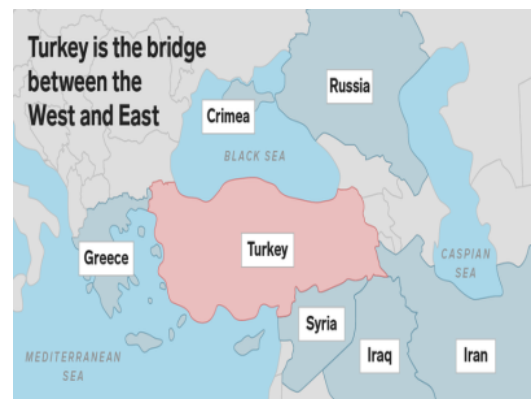 Turkey is the bridge
between the
West and East
Russia
Crimea
BLACK SEA
Greece
Turkey
CASPIAN
SEA
Syria
Iraq
Iran
MEDITERRANEAN
SEA